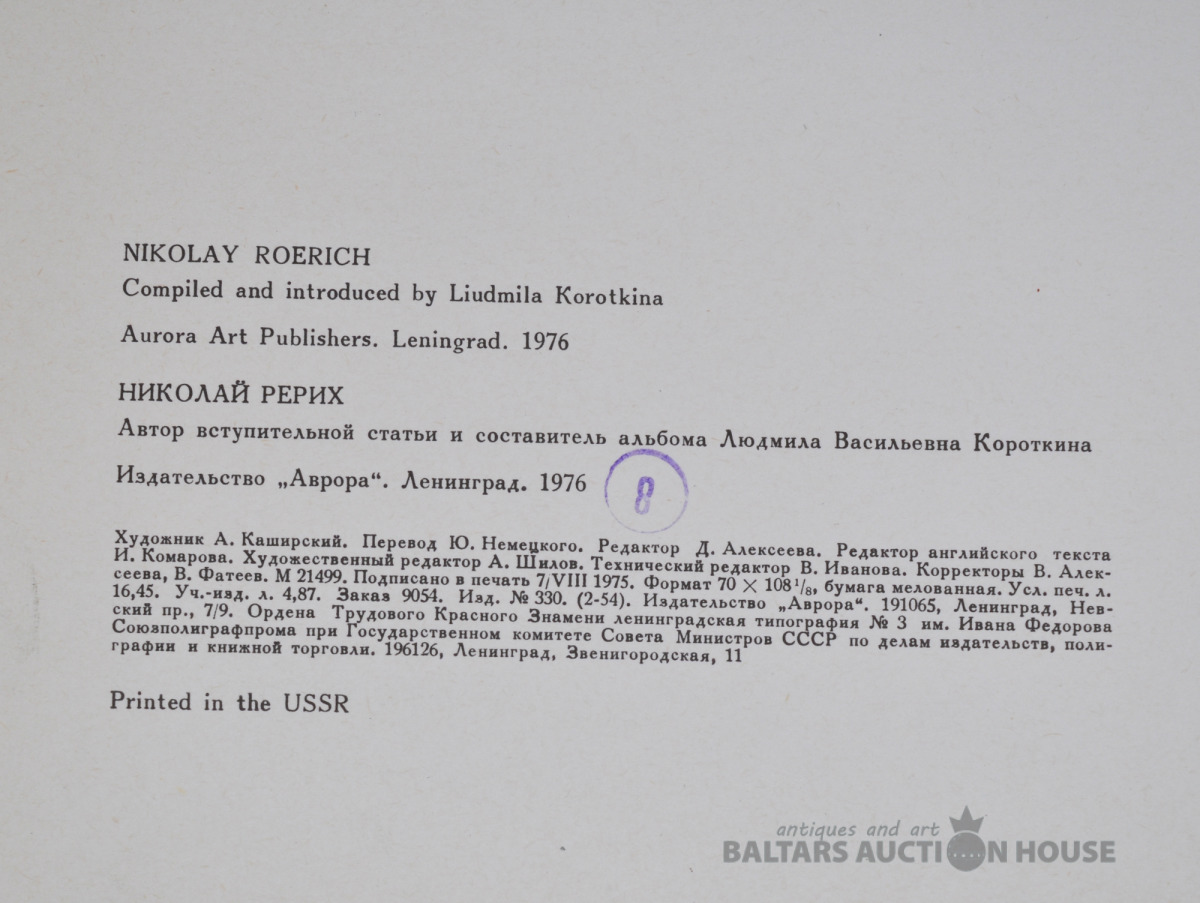 NIKOLAY ROERICH
Compiled and introduced by Liudmila Korotkina
Aurora Art Publishers. Leningrad. 1976
НИКОЛАЙ РЕРИХ
Автор вступительной статьи и составитель альбома Людмила Васильевна Короткина
Издательство „Аврора“. Ленинград. 1976
8
Художник А. Каширский. Перевод Ю. Немецкого. Редактор Д. Алексеева. Редактор английского текста
И. Комарова. Художественный редактор А. Шилов. Технический редактор В. Иванова. Корректоры В. Алек-
сеева, В. Фатеев. М 21499. Подписано в печать 7/VIII 1975. Формат 70 × 108¹/₈, бумага мелованная. Усл. печ. л.
16,45. Уч.-изд. л. 4,87. Заказ 9054. Изд. № 330. (2-54). Издательство „Аврора“. 191065, Ленинград, Нев-
ский пр., 7/9. Ордена Трудового Красного Знамени ленинградская типография № 3 им. Ивана Федорова
Союзполиграфпрома при Государственном комитете Совета Министров СССР по делам издательств, поли-
графии и книжной торговли. 196126, Ленинград, Звенигородская, 11
Printed in the USSR
antiques and art
BALTARS AUCTION HOUSE